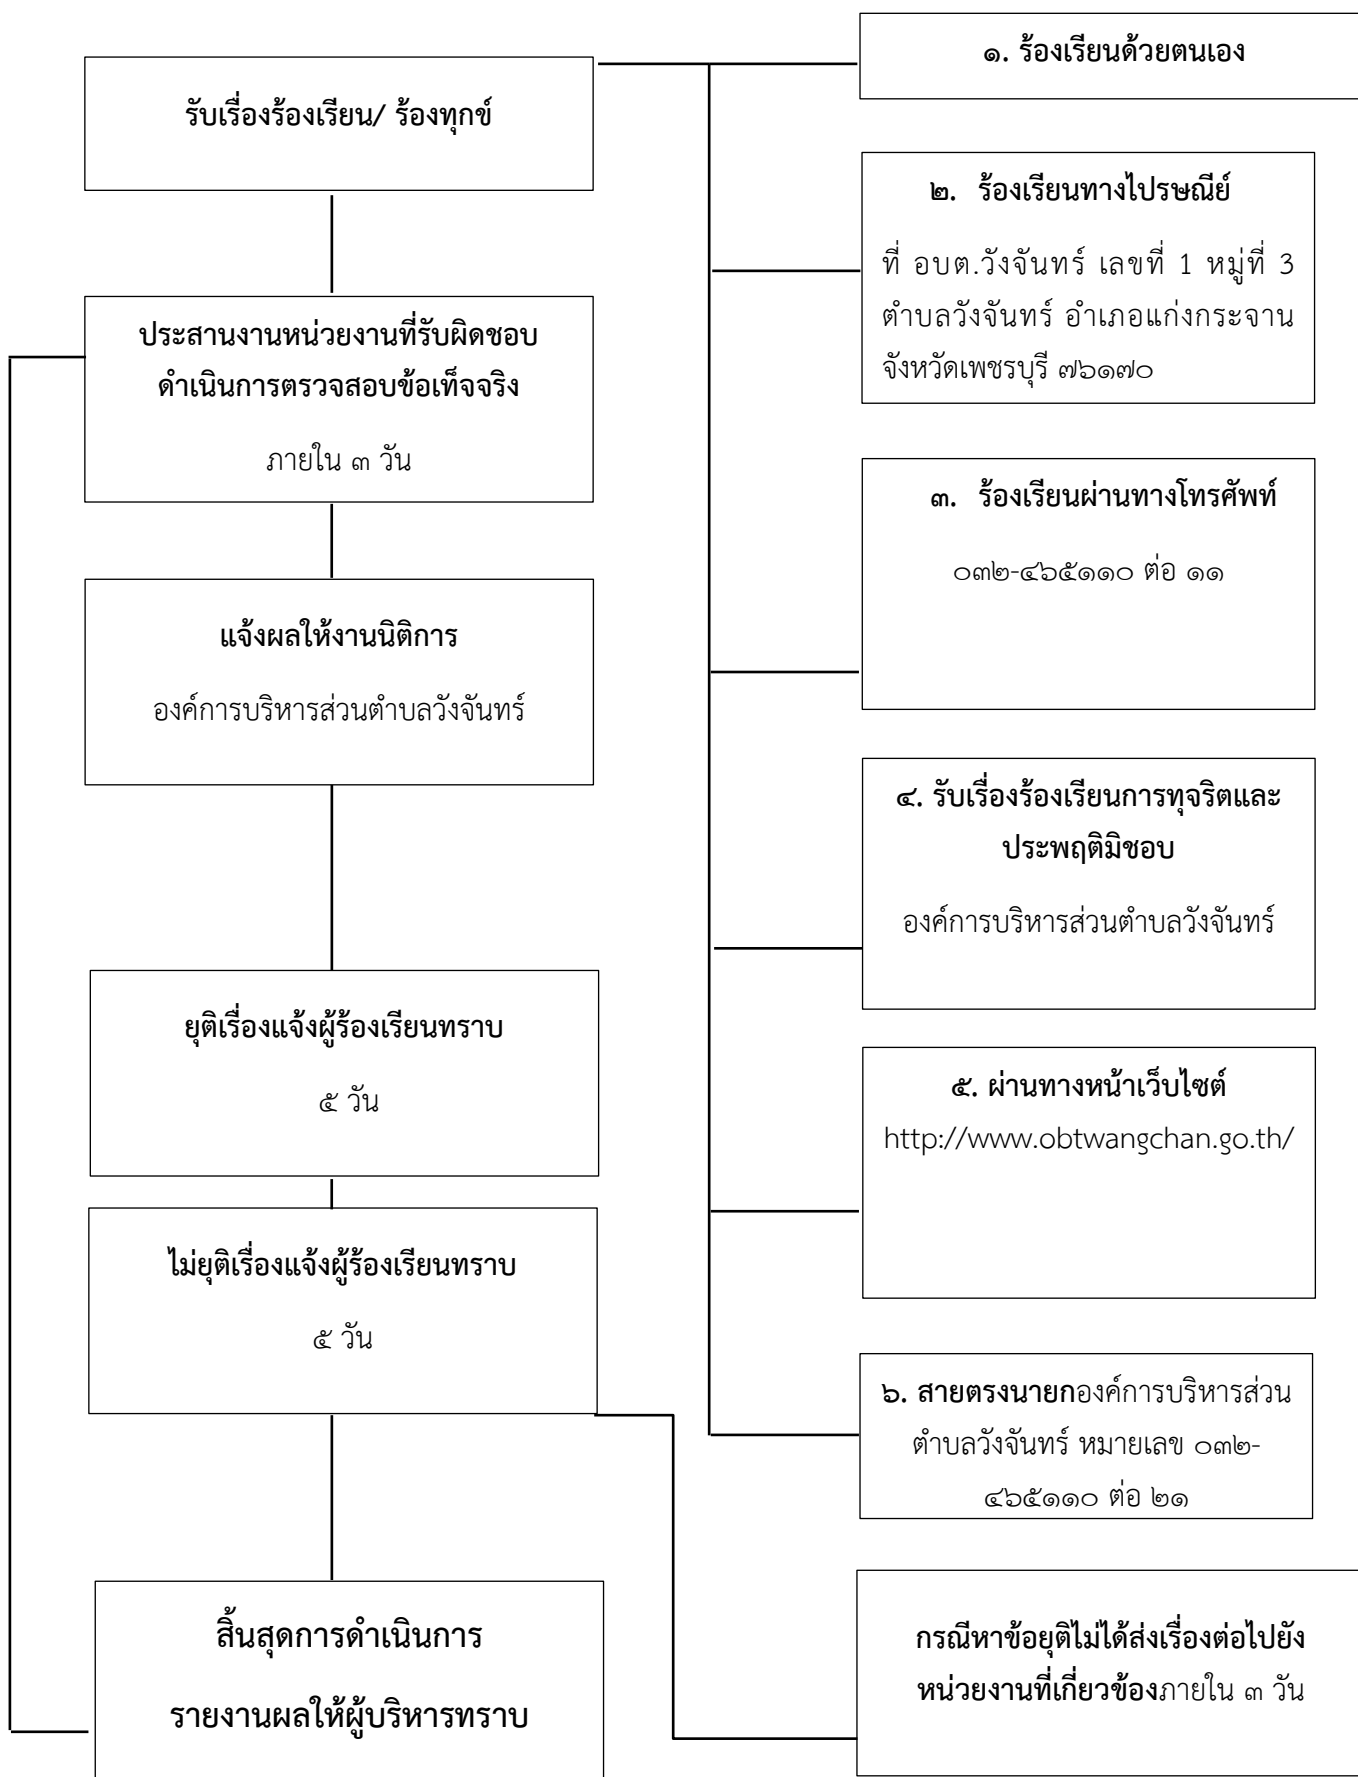 รับเรื่องร้องเรียน/ ร้องทุกข์
ประสานงานหน่วยงานที่รับผิดชอบ
ดำเนินการตรวจสอบข้อเท็จจริง
ภายใน ๓ วัน
แจ้งผลให้งานนิติการ
องค์การบริหารส่วนตำบลวังจันทร์
ยุติเรื่องแจ้งผู้ร้องเรียนทราบ
๕ วัน
ไม่ยุติเรื่องแจ้งผู้ร้องเรียนทราบ
๕ วัน
สิ้นสุดการดำเนินการ
รายงานผลให้ผู้บริหารทราบ
๑. ร้องเรียนด้วยตนเอง
๒. ร้องเรียนทางไปรษณีย์
ที่ อบต.วังจันทร์ เลขที่ 1 หมู่ที่ 3
ตำบลวังจันทร์ อำเภอแก่งกระจาน
จังหวัดเพชรบุรี ๗๖๑๗๐
๓. ร้องเรียนผ่านทางโทรศัพท์
๐๓๒-๔๖๕๑๑๐ ต่อ ๑๑
๔. รับเรื่องร้องเรียนการทุจริตและ
ประพฤติมิชอบ
องค์การบริหารส่วนตำบลวังจันทร์
๕. ผ่านทางหน้าเว็บไซต์
http://www.obtwangchan.go.th/
๖. สายตรงนายกองค์การบริหารส่วน
ตำบลวังจันทร์ หมายเลข ๐๓๒-
๔๖๕๑๑๐ ต่อ ๒๑
กรณีหาข้อยุติไม่ได้ส่งเรื่องต่อไปยัง
หน่วยงานที่เกี่ยวข้องภายใน ๓ วัน